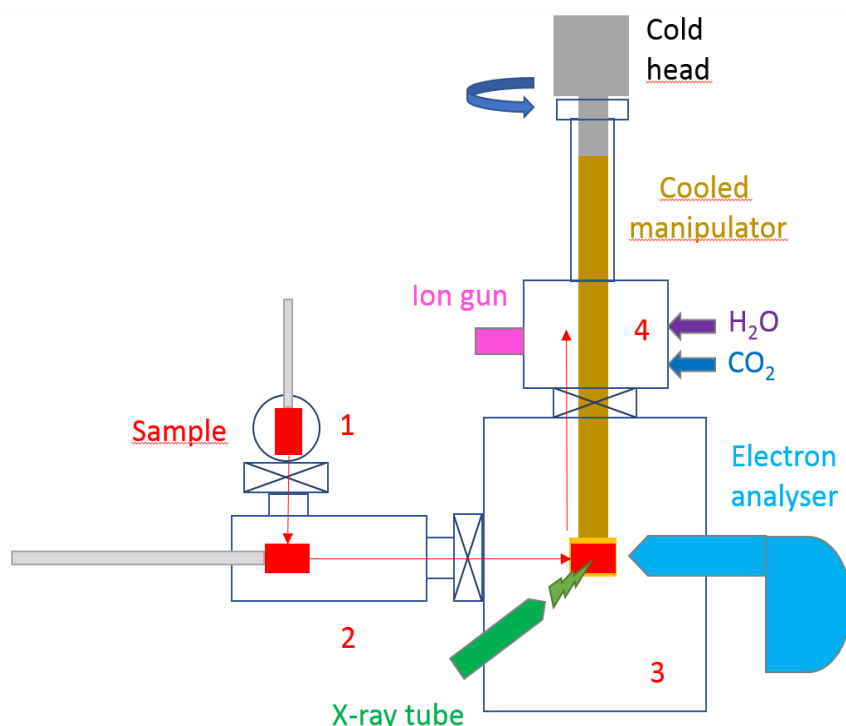 Cold
head
Cooled
manipulator
Ion gun
4
H₂O
CO₂
Sample
1
Electron
analyser
2
3
X-ray tube